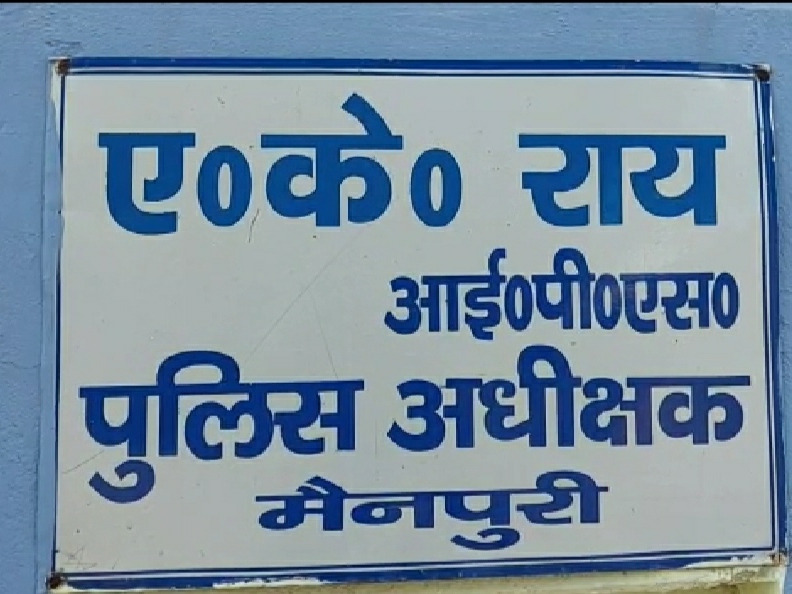 ए०के० राय
आई०पी०एस०
पुलिस अधीक्षक
मैनपुरी